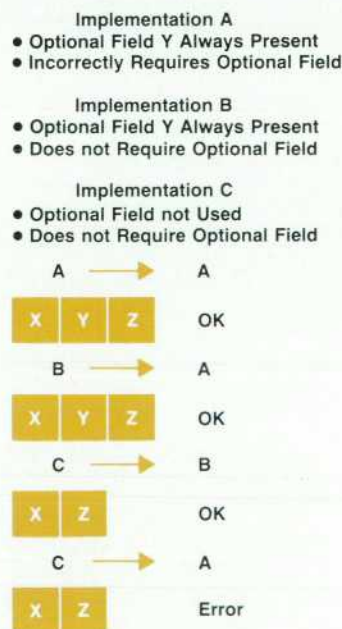 Implementation A
• Optional Field Y Always Present
• Incorrectly Requires Optional Field
Implementation B
• Optional Field Y Always Present
• Does not Require Optional Field
Implementation C
• Optional Field not Used
• Does not Require Optional Field
A → A
X Y Z OK
B → A
X Y Z OK
C → B
X Z OK
C → A
X Z Error